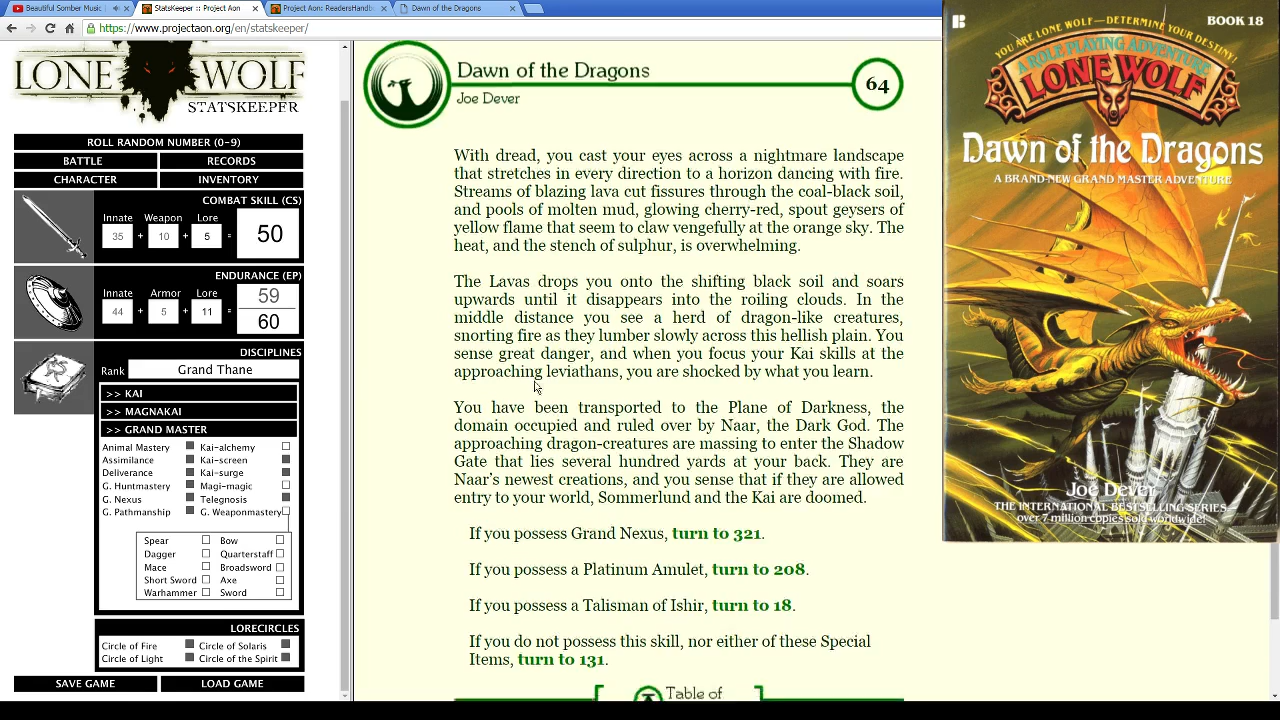 Beautiful Somber Music
StatsKeeper :: Project Aon
Project Aon: ReadersHandb
Dawn of the Dragons
https://www.projectaon.org/en/statskeeper/
LONE WOLF
STATSKEEPER
ROLL RANDOM NUMBER (0-9)
BATTLE
RECORDS
CHARACTER
INVENTORY
COMBAT SKILL (CS)
Innate Weapon Lore
35 + 10 + 5 = 50
ENDURANCE (EP)
Innate Armor Lore
59
44 + 5 + 11 =
60
DISCIPLINES
Rank Grand Thane
>> KAI
>> MAGNAKAI
>> GRAND MASTER
Animal Mastery Kai-alchemy
Assimilance Kai-screen
Deliverance Kai-surge
G. Huntmastery Magi-magic
G. Nexus Telegnosis
G. Pathmanship G. Weaponmastery
Spear Bow
Dagger Quarterstaff
Mace Broadsword
Short Sword Axe
Warhammer Sword
LORECIRCLES
Circle of Fire Circle of Solaris
Circle of Light Circle of the Spirit
SAVE GAME
LOAD GAME
Dawn of the Dragons
Joe Dever
64
With dread, you cast your eyes across a nightmare landscape
that stretches in every direction to a horizon dancing with fire.
Streams of blazing lava cut fissures through the coal-black soil,
and pools of molten mud, glowing cherry-red, spout geysers of
yellow flame that seem to claw vengefully at the orange sky. The
heat, and the stench of sulphur, is overwhelming.
The Lavas drops you onto the shifting black soil and soars
upwards until it disappears into the roiling clouds. In the
middle distance you see a herd of dragon-like creatures,
snorting fire as they lumber slowly across this hellish plain. You
sense great danger, and when you focus your Kai skills at the
approaching leviathans, you are shocked by what you learn.
You have been transported to the Plane of Darkness, the
domain occupied and ruled over by Naar, the Dark God. The
approaching dragon-creatures are massing to enter the Shadow
Gate that lies several hundred yards at your back. They are
Naar’s newest creations, and you sense that if they are allowed
entry to your world, Sommerlund and the Kai are doomed.
If you possess Grand Nexus, turn to 321.
If you possess a Platinum Amulet, turn to 208.
If you possess a Talisman of Ishir, turn to 18.
If you do not possess this skill, nor either of these Special
Items, turn to 131.
Table of
B
BOOK 18
YOU ARE LONE WOLF—DETERMINE YOUR DESTINY!
A ROLE PLAYING ADVENTURE
LONE WOLF
Dawn of the Dragons
A BRAND-NEW GRAND MASTER ADVENTURE
Joe Dever
THE INTERNATIONAL BESTSELLING SERIES—
over 7 million copies sold worldwide!